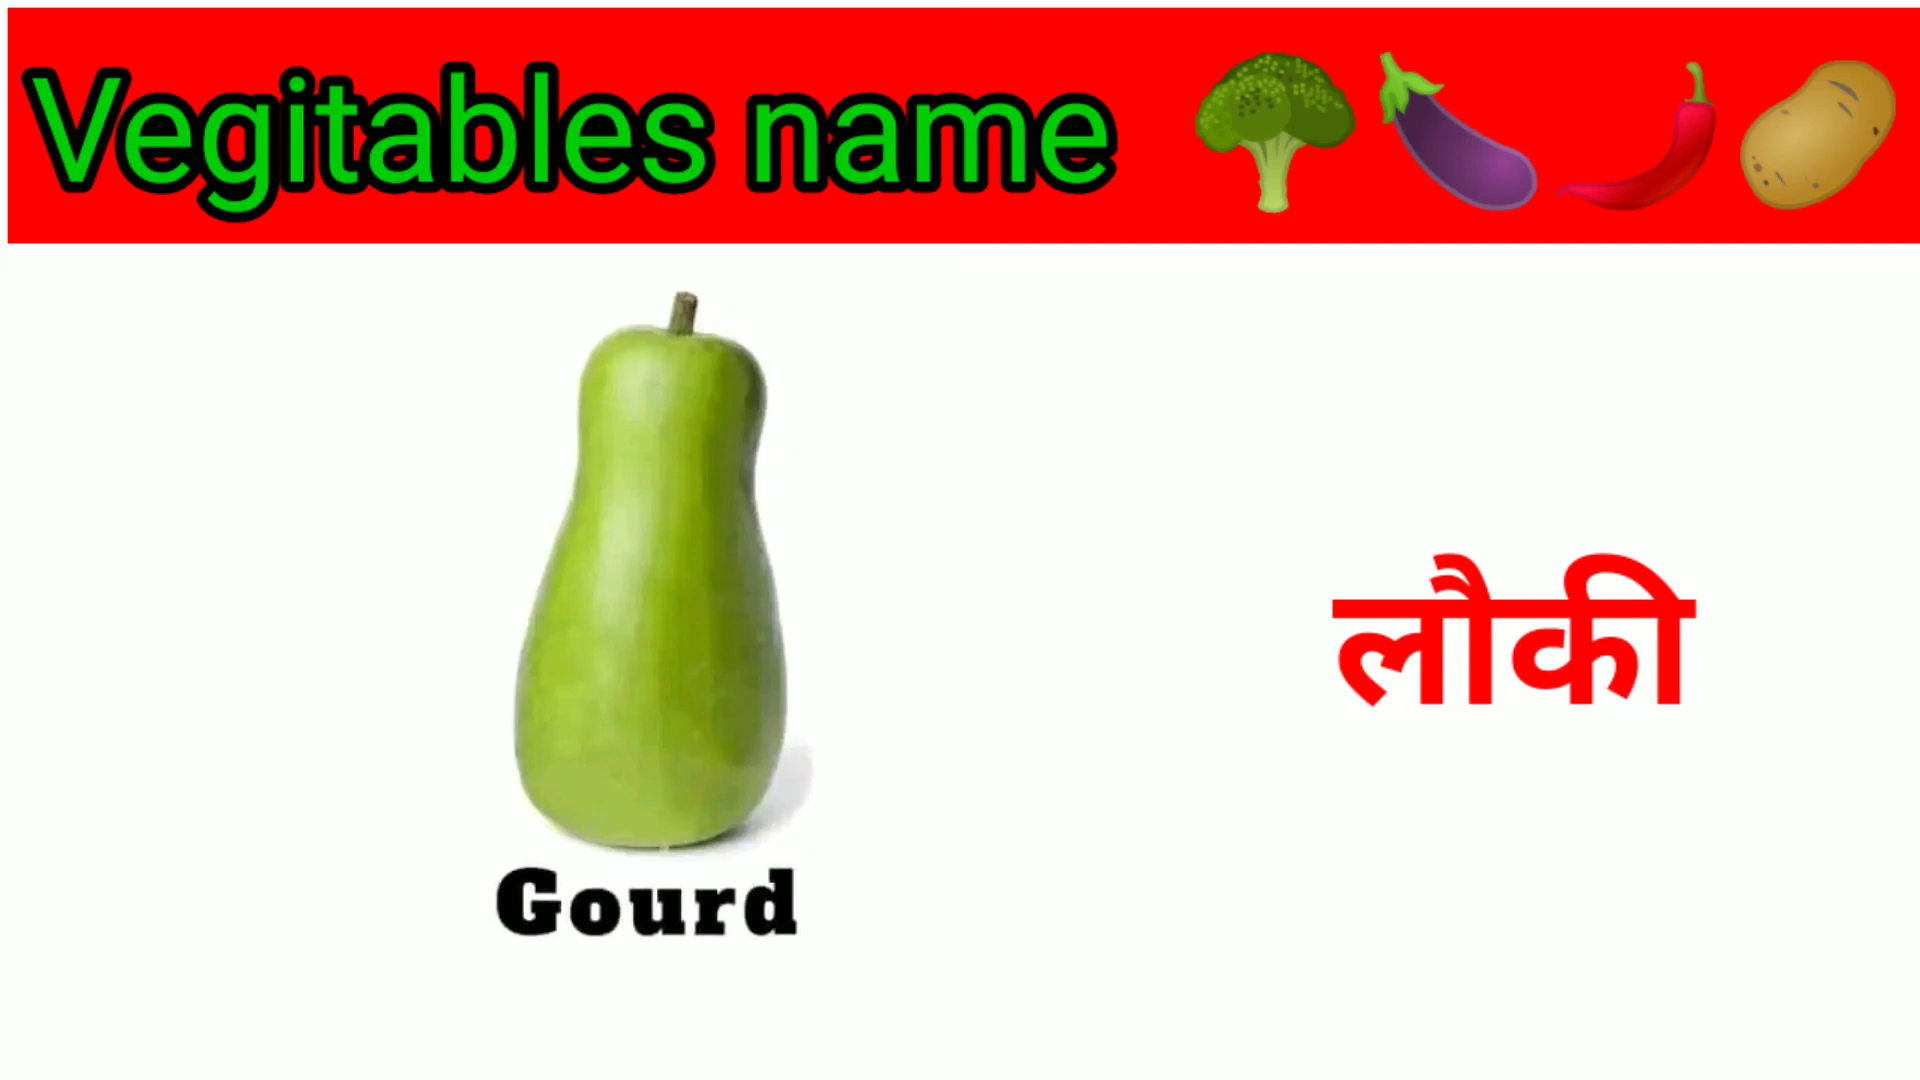 Vegitables name 🥦🍆🌶🥔
लौकी
Gourd